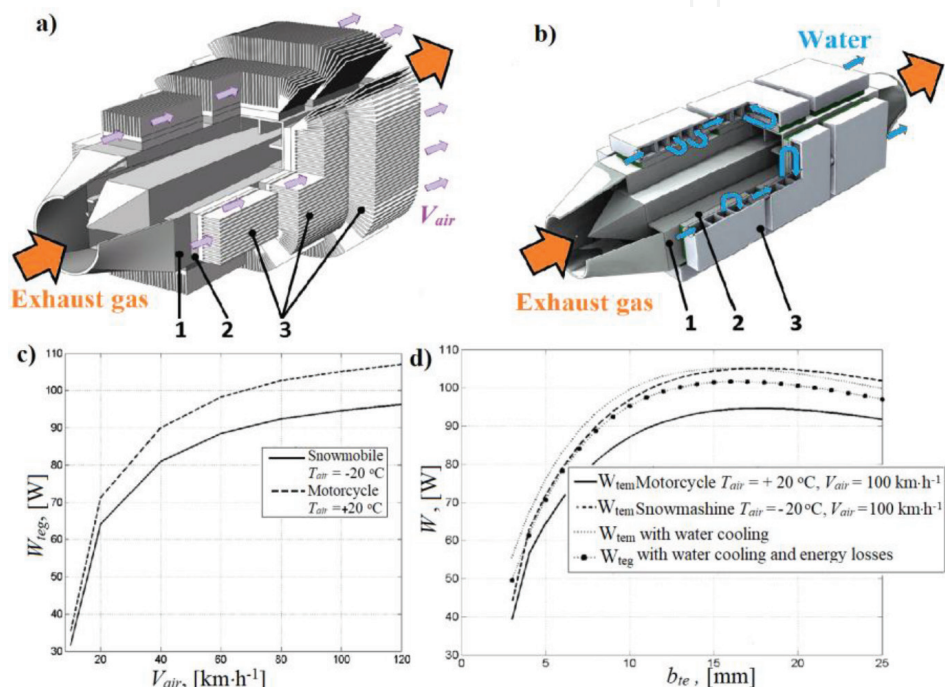 a)
V_air
Exhaust gas
1 2 3
b)
Water
Exhaust gas
1 2 3
c)
110
100
90
80
70
60
50
40
30
W_teg, [W]
Snowmobile
T_air = -20 °C
Motorcycle
T_air = +20 °C
20 40 60 80 100 120
V_air, [km·h⁻¹]
d)
110
100
90
80
70
60
50
40
30
W, [W]
W_tem Motorcycle T_air = + 20 °C, V_air = 100 km·h⁻¹
W_tem Snowmashine T_air = -20 °C, V_air = 100 km·h⁻¹
W_tem with water cooling
W_teg with water cooling and energy losses
0 5 10 15 20 25
b_te, [mm]